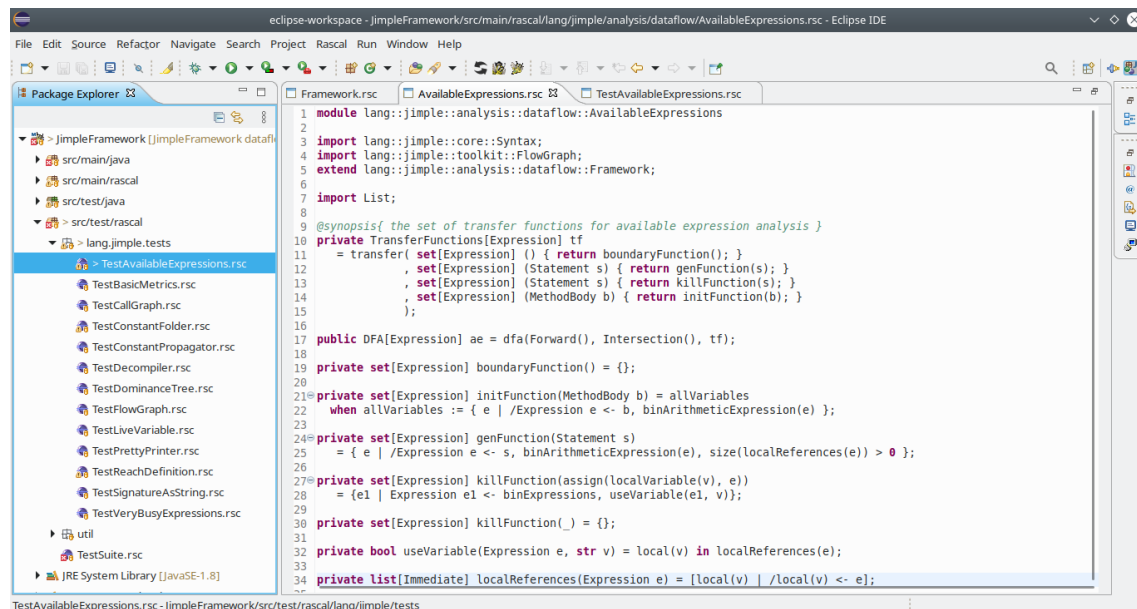 eclipse-workspace - JimpleFramework/src/main/rascal/lang/jimple/analysis/dataflow/AvailableExpressions.rsc - Eclipse IDE
File Edit Source Refactor Navigate Search Project Rascal Run Window Help
Package Explorer
Framework.rsc AvailableExpressions.rsc TestAvailableExpressions.rsc
> JimpleFramework [JimpleFramework datafl
src/main/java
src/main/rascal
src/test/java
> src/test/rascal
> lang.jimple.tests
> TestAvailableExpressions.rsc
TestBasicMetrics.rsc
TestCallGraph.rsc
TestConstantFolder.rsc
TestConstantPropagator.rsc
TestDecompiler.rsc
TestDominanceTree.rsc
TestFlowGraph.rsc
TestLiveVariable.rsc
TestPrettyPrinter.rsc
TestReachDefinition.rsc
TestSignatureAsString.rsc
TestVeryBusyExpressions.rsc
util
TestSuite.rsc
JRE System Library [JavaSE-1.8]
1 module lang::jimple::analysis::dataflow::AvailableExpressions
2
3 import lang::jimple::core::Syntax;
4 import lang::jimple::toolkit::FlowGraph;
5 extend lang::jimple::analysis::dataflow::Framework;
6
7 import List;
8
9 @synopsis{ the set of transfer functions for available expression analysis }
10 private TransferFunctions[Expression] tf
11 = transfer( set[Expression] () { return boundaryFunction(); }
12 , set[Expression] (Statement s) { return genFunction(s); }
13 , set[Expression] (Statement s) { return killFunction(s); }
14 , set[Expression] (MethodBody b) { return initFunction(b); }
15 );
16
17 public DFA[Expression] ae = dfa(Forward(), Intersection(), tf);
18
19 private set[Expression] boundaryFunction() = {};
20
21 private set[Expression] initFunction(MethodBody b) = allVariables
22 when allVariables := { e | /Expression e <- b, binArithmeticExpression(e) };
23
24 private set[Expression] genFunction(Statement s)
25 = { e | /Expression e <- s, binArithmeticExpression(e), size(localReferences(e)) > 0 };
26
27 private set[Expression] killFunction(assign(localVariable(v), e))
28 = {e1 | Expression e1 <- binExpressions, useVariable(e1, v)};
29
30 private set[Expression] killFunction(_) = {};
31
32 private bool useVariable(Expression e, str v) = local(v) in localReferences(e);
33
34 private list[Immediate] localReferences(Expression e) = [local(v) | /local(v) <- e];
TestAvailableExpressions.rsc - JimpleFramework/src/test/rascal/lang/jimple/tests